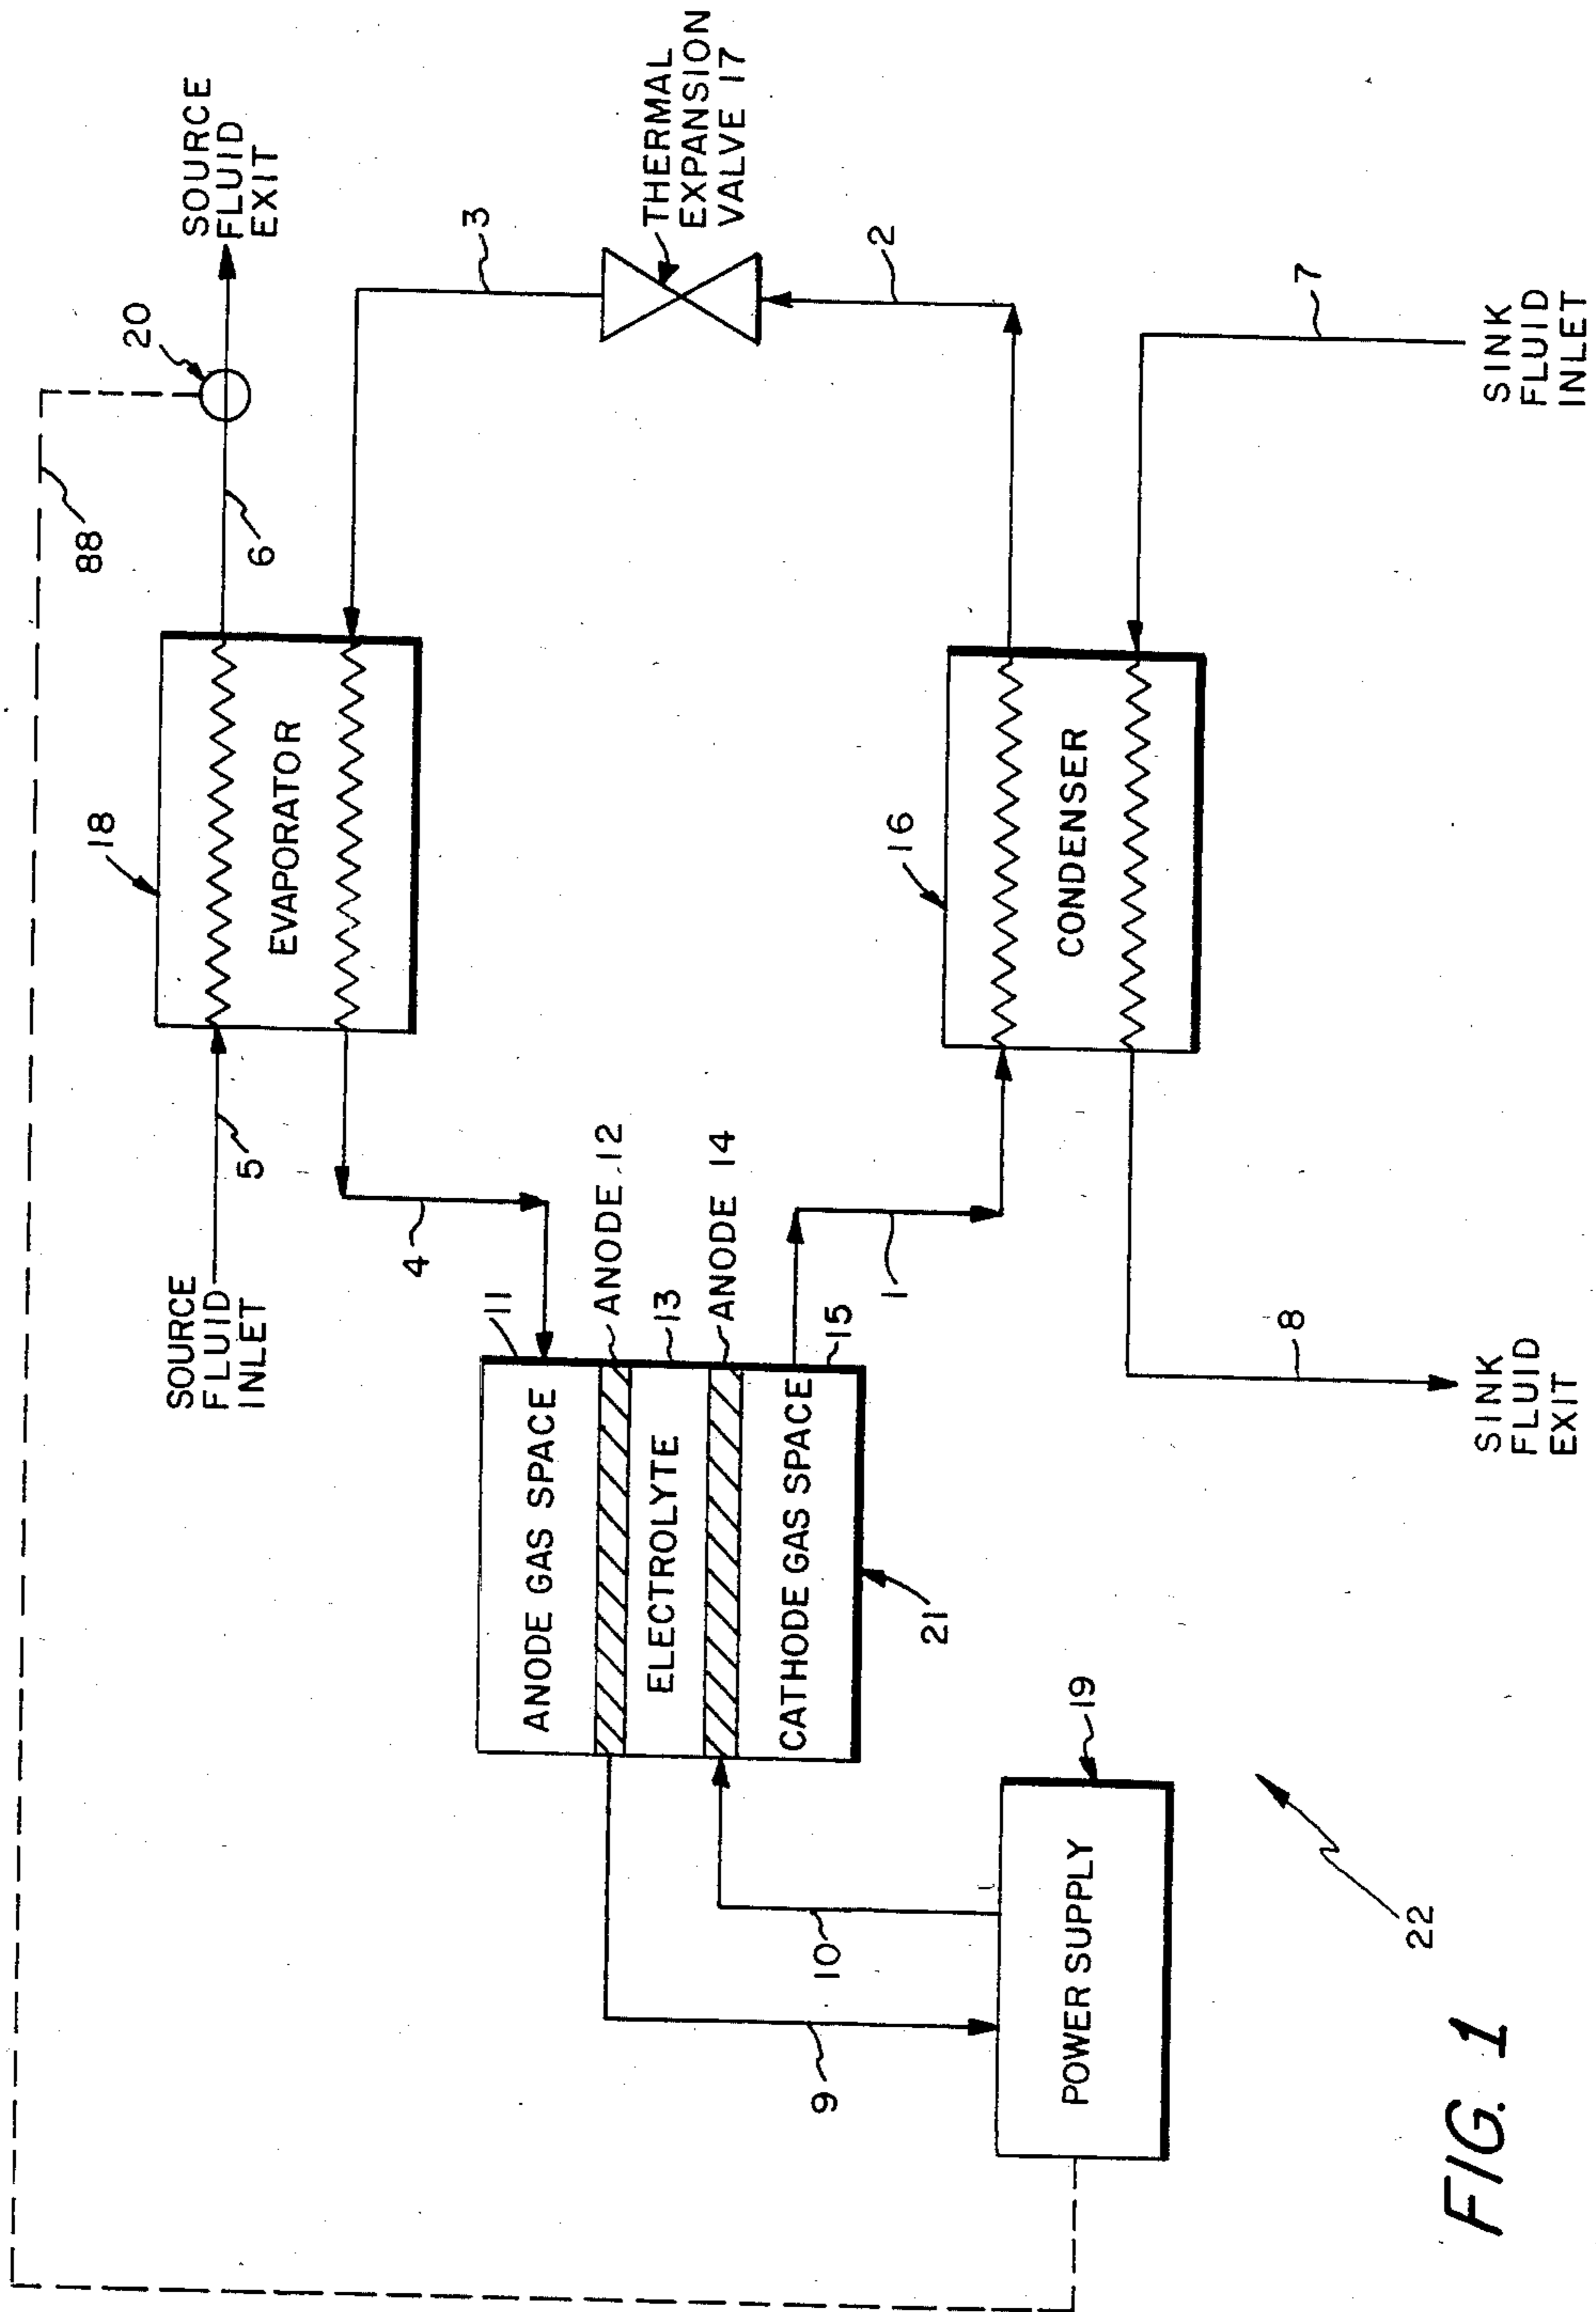 88
20
SOURCE
FLUID
EXIT
6
18
EVAPORATOR
3
SOURCE
FLUID
INLET
5
4
THERMAL
EXPANSION
VALVE 17
11
ANODE GAS SPACE
ANODE 12
ELECTROLYTE
13
ANODE 14
CATHODE GAS SPACE
15
21
1
2
16
CONDENSER
7
SINK
FLUID
INLET
8
SINK
FLUID
EXIT
9
10
POWER SUPPLY
19
22
FIG. 1